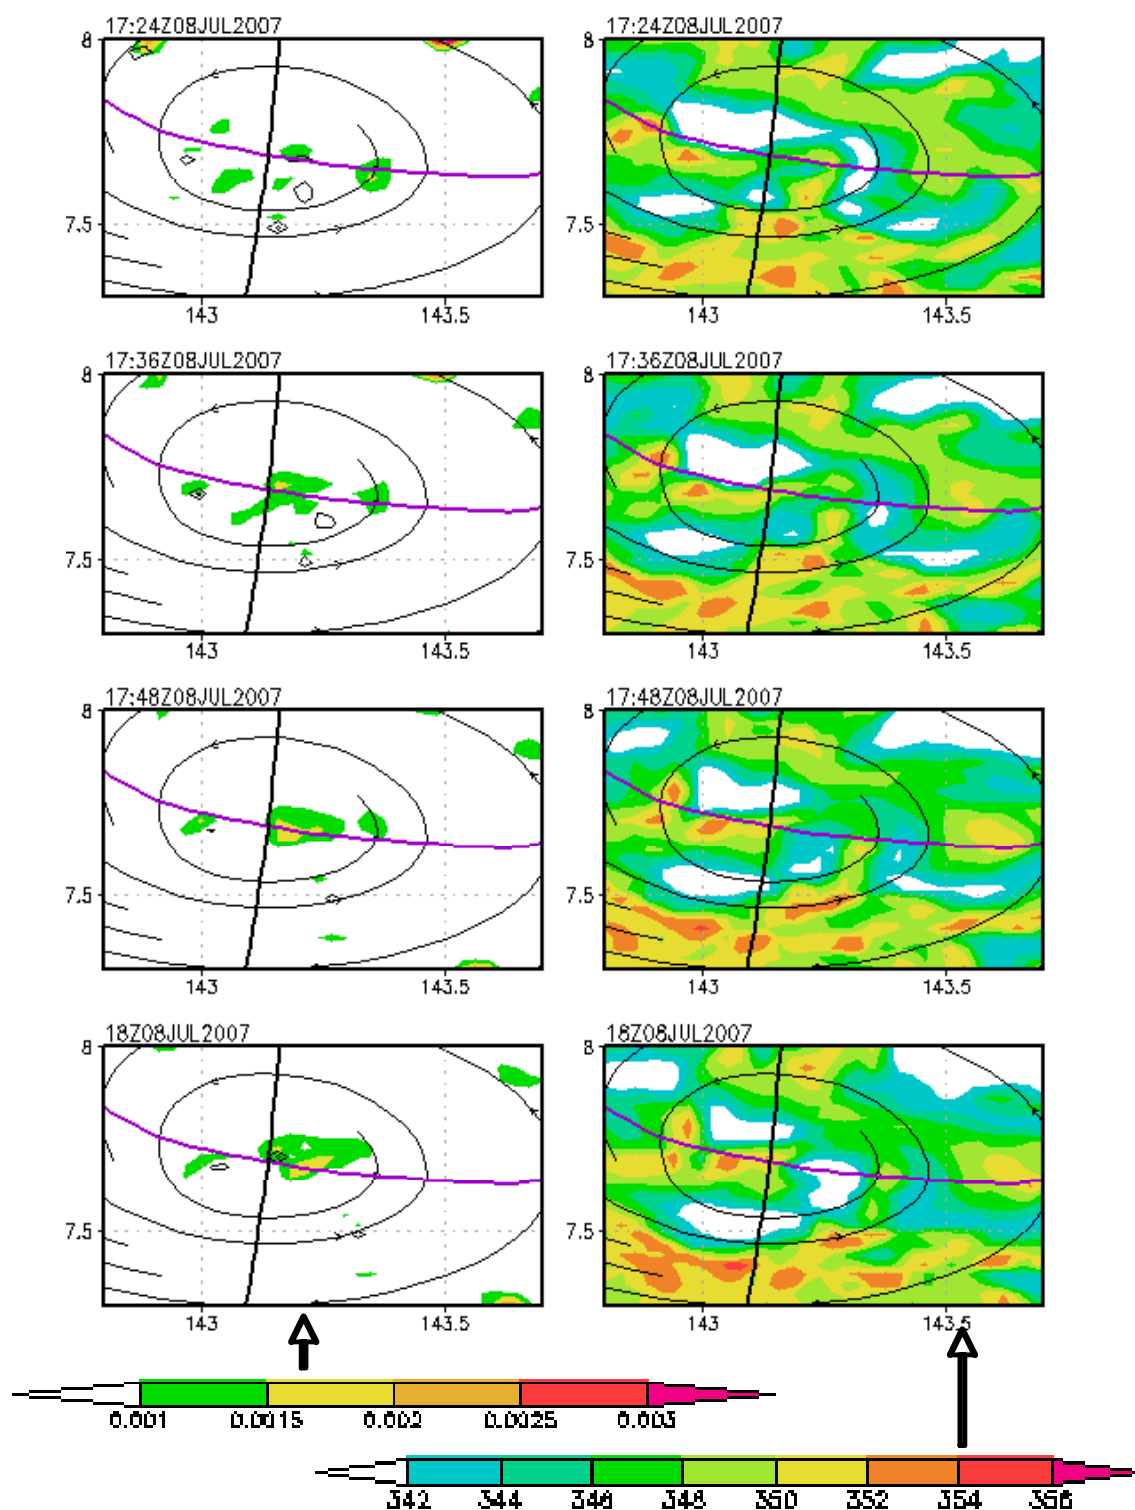 17:24Z08JUL2007 17:24Z08JUL2007
8 8
7.5 7.5
143 143.5 143 143.5
17:36Z08JUL2007 17:36Z08JUL2007
8 8
7.5 7.5
143 143.5 143 143.5
17:48Z08JUL2007 17:48Z08JUL2007
8 8
7.5 7.5
143 143.5 143 143.5
18Z08JUL2007 18Z08JUL2007
8 8
7.5 7.5
143 143.5 143 143.5
0.001 0.0015 0.002 0.0025 0.003
342 344 346 348 350 352 354 356